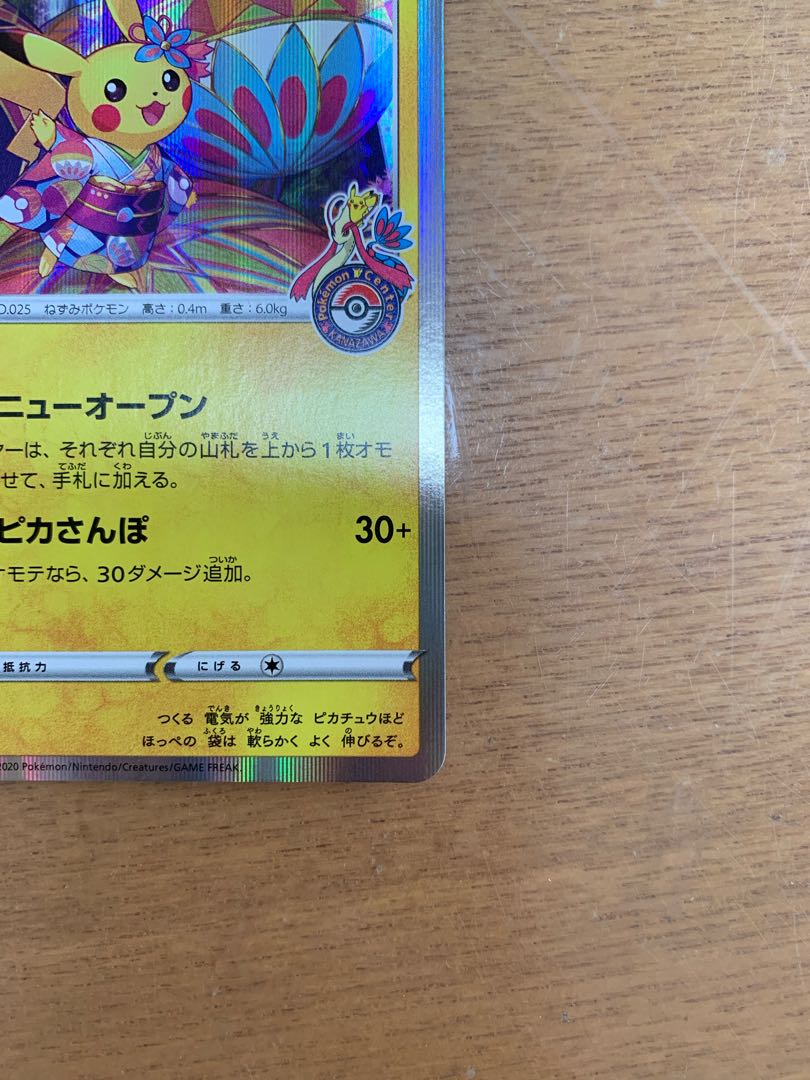 O.025 ねずみポケモン 高さ:0.4m 重さ:6.0kg
Pokémon Center
KANAZAWA
ニューオープン
ヤーは、それぞれ自分の山札を上から1枚オモ
せて、手札に加える。
ピカさんぽ 30+
オモテなら、30ダメージ追加。
抵抗力 にげる
つくる 電気が 強力な ピカチュウほど
ほっぺの 袋は 軟らかく よく 伸びるぞ。
2020 Pokémon/Nintendo/Creatures/GAME FREAK.